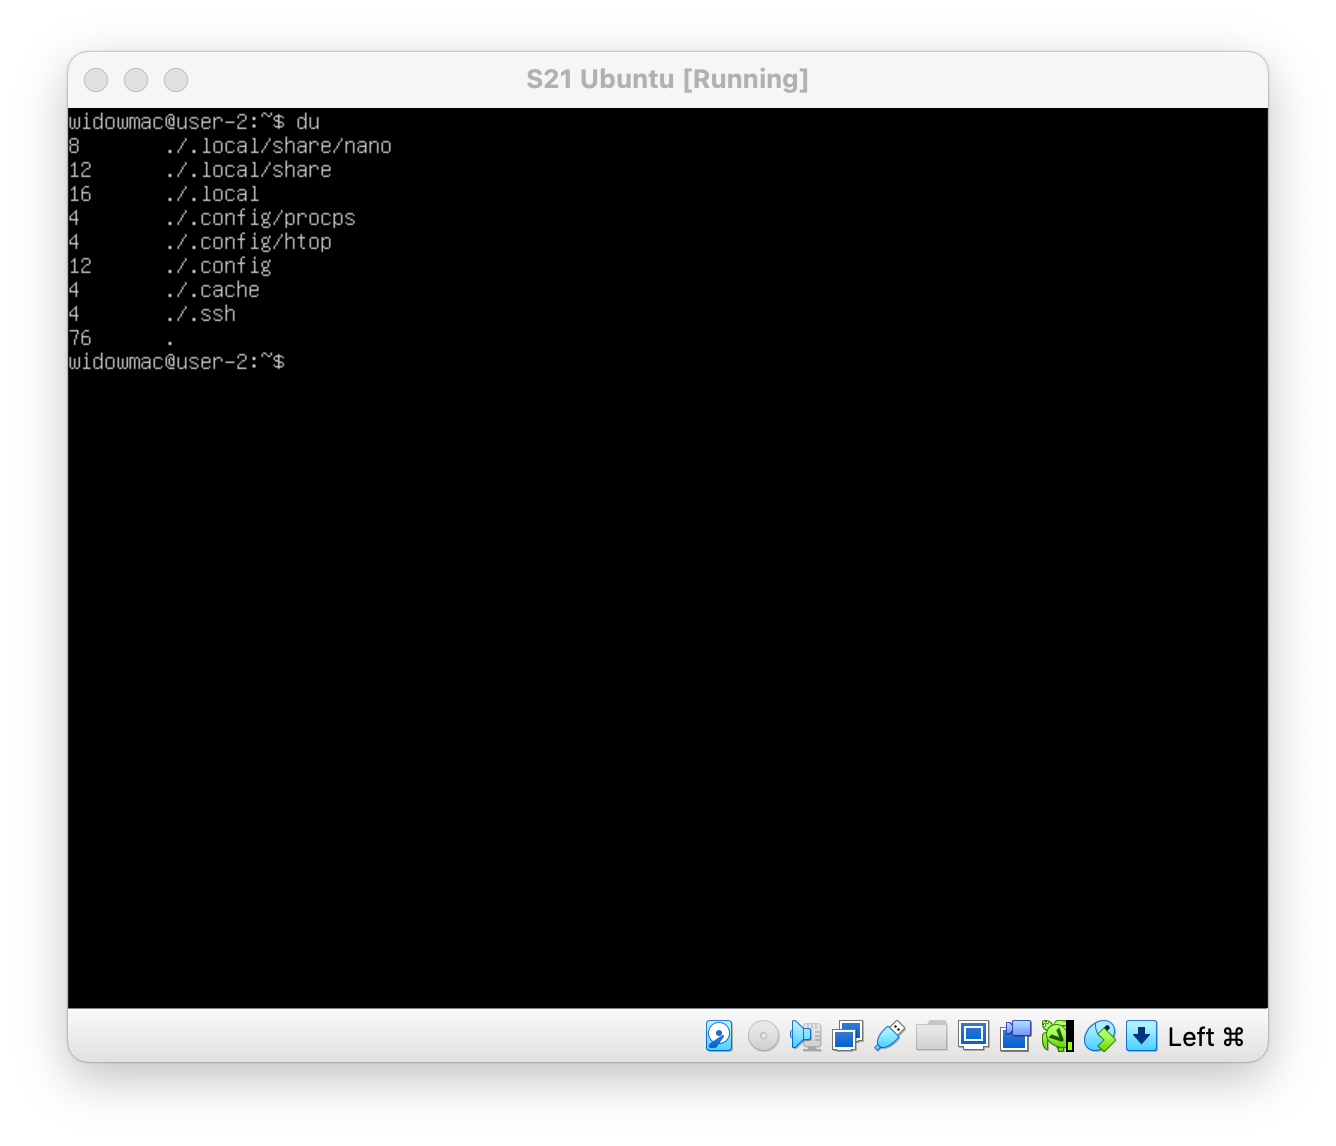 S21 Ubuntu [Running]
widowmac@user-2:~$ du
8       ./.local/share/nano
12      ./.local/share
16      ./.local
4       ./.config/procps
4       ./.config/htop
12      ./.config
4       ./.cache
4       ./.ssh
76      .
widowmac@user-2:~$
Left ⌘